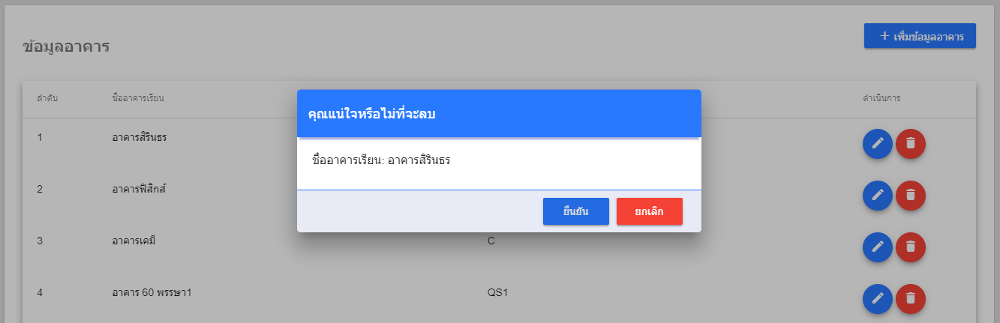 ข้อมูลอาคาร
+ เพิ่มข้อมูลอาคาร
ลำดับ ชื่ออาคารเรียน ดำเนินการ
คุณแน่ใจหรือไม่ที่จะลบ
1 อาคารสิรินธร
ชื่ออาคารเรียน: อาคารสิรินธร
2 อาคารฟิสิกส์
ยืนยัน ยกเลิก
3 อาคารเคมี C
4 อาคาร 60 พรรษา1 QS1